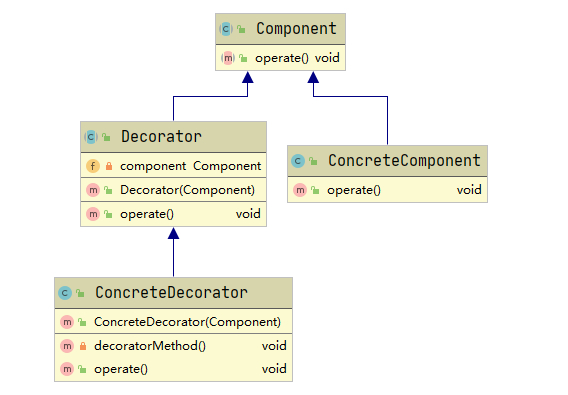 Component
operate() void
Decorator
component Component
Decorator(Component)
operate() void
ConcreteComponent
operate() void
ConcreteDecorator
ConcreteDecorator(Component)
decoratorMethod() void
operate() void